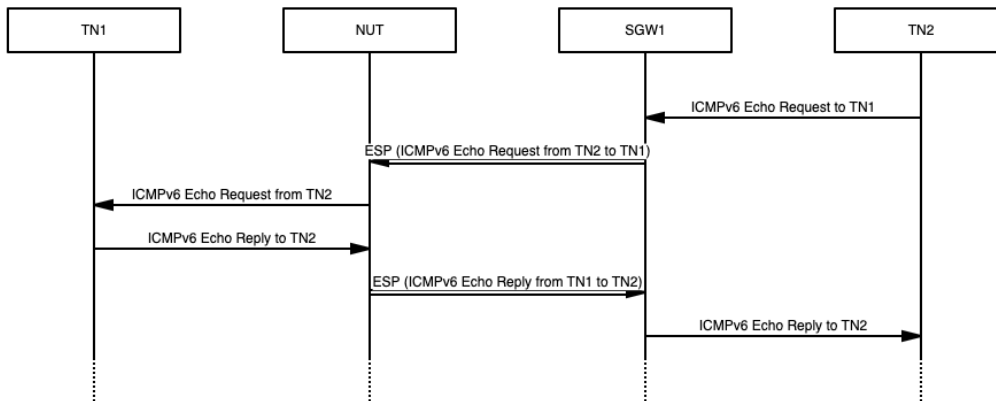 TN1
NUT
SGW1
TN2
ICMPv6 Echo Request to TN1
ESP (ICMPv6 Echo Request from TN2 to TN1)
ICMPv6 Echo Request from TN2
ICMPv6 Echo Reply to TN2
ESP (ICMPv6 Echo Reply from TN1 to TN2)
ICMPv6 Echo Reply to TN2